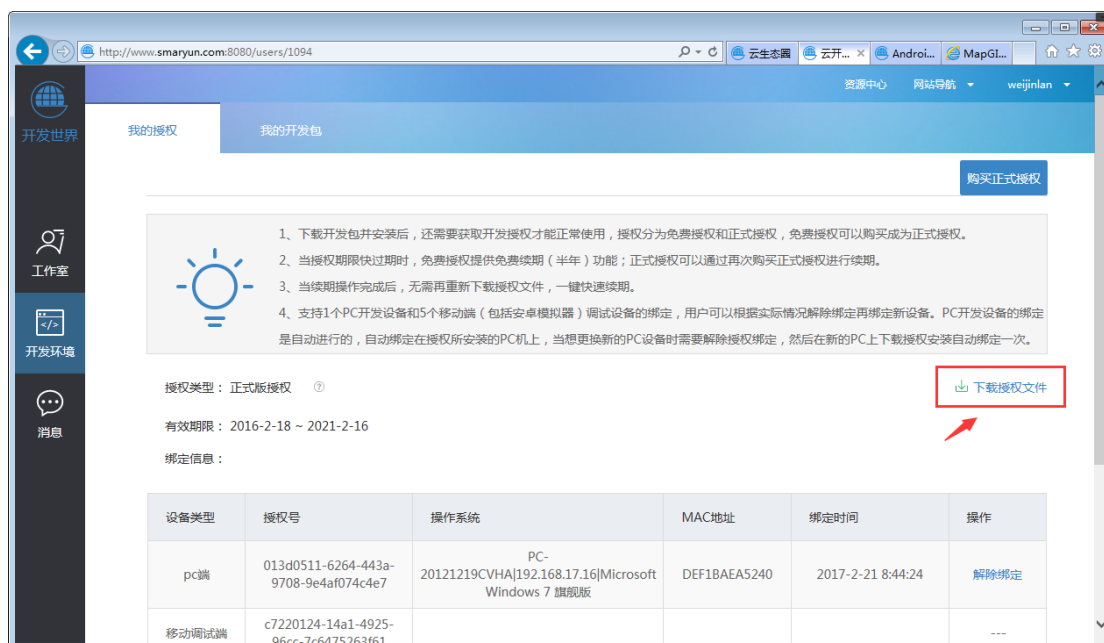 http://www.smaryun.com:8080/users/1094
云生态圈
云开...
Androi...
MapGI...
开发世界
资源中心
网站导航
weijinlan
我的授权
我的开发包
购买正式授权
1、下载开发包并安装后，还需要获取开发授权才能正常使用，授权分为免费授权和正式授权，免费授权可以购买成为正式授权。
2、当授权期限快过期时，免费授权提供免费续期（半年）功能；正式授权可以通过再次购买正式授权进行续期。
3、当续期操作完成后，无需再重新下载授权文件，一键快速续期。
4、支持1个PC开发设备和5个移动端（包括安卓模拟器）调试设备的绑定，用户可以根据实际情况解除绑定再绑定新设备。PC开发设备的绑定
是自动进行的，自动绑定在授权所安装的PC机上，当想更换新的PC设备时需要解除授权绑定，然后在新的PC上下载授权安装自动绑定一次。
工作室
</>
开发环境
消息
授权类型：正式版授权 ?
下载授权文件
有效期限：2016-2-18 ~ 2021-2-16
绑定信息：
设备类型 授权号 操作系统 MAC地址 绑定时间 操作
pc端
013d0511-6264-443a-
9708-9e4af074c4e7
PC-
20121219CVHA|192.168.17.16|Microsoft
Windows 7 旗舰版
DEF1BAEA5240
2017-2-21 8:44:24
解除绑定
移动调试端
c7220124-14a1-4925-
96cc-7c6475263f61
---